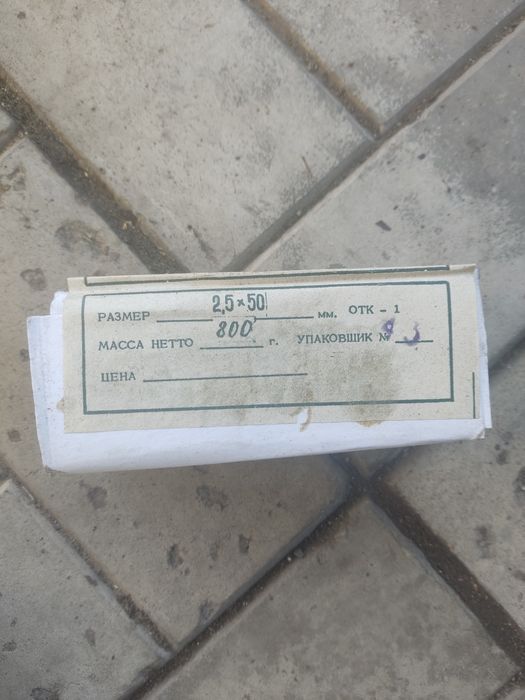 РАЗМЕР 2,5×50 мм. ОТК - 1
МАССА НЕТТО 800 г. УПАКОВЩИК №
ЦЕНА